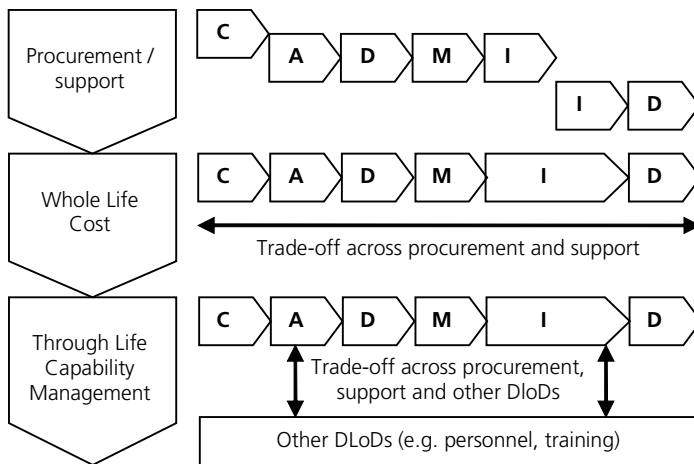 Procurement /
support
C
A D M I
I D
Whole Life
Cost
C A D M I D
Trade-off across procurement and support
Through Life
Capability
Management
C A D M I D
Trade-off across procurement,
support and other DloDs
Other DLoDs (e.g. personnel, training)